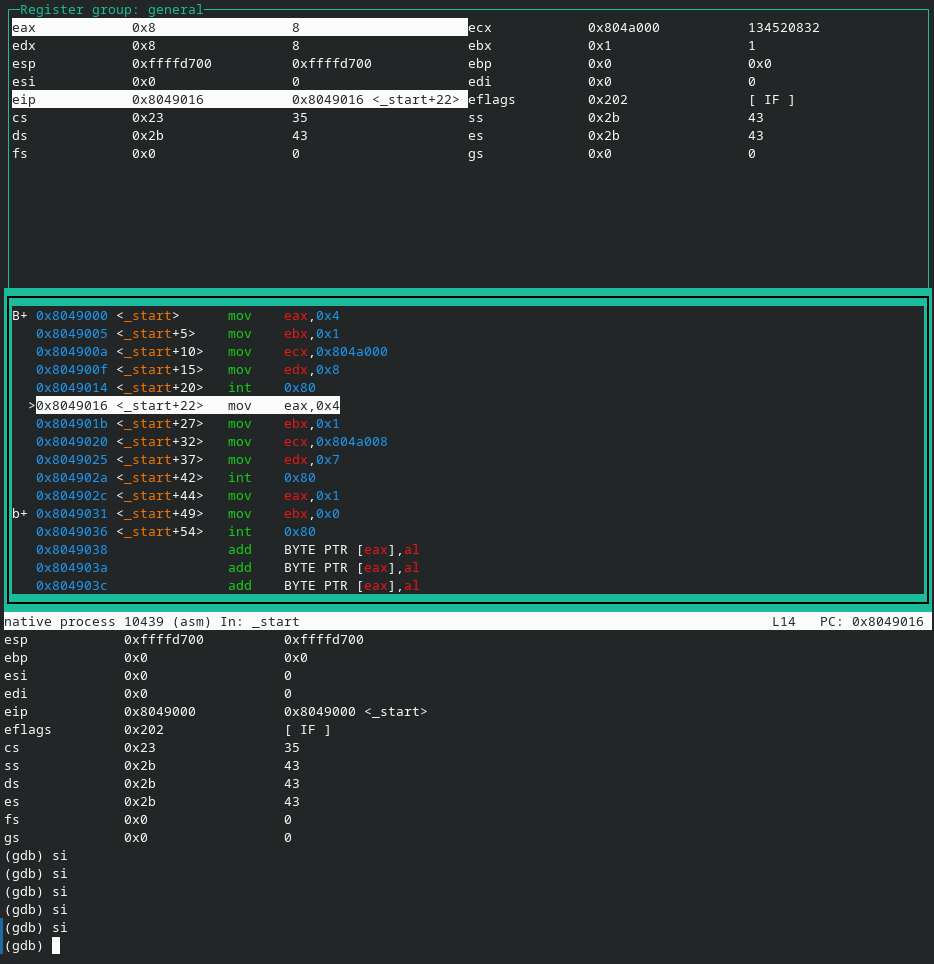 Register group: general
eax 0x8 8 ecx 0x804a000 134520832
edx 0x8 8 ebx 0x1 1
esp 0xffffd700 0xffffd700 ebp 0x0 0x0
esi 0x0 0 edi 0x0 0
eip 0x8049016 0x8049016 <_start+22> eflags 0x202 [ IF ]
cs 0x23 35 ss 0x2b 43
ds 0x2b 43 es 0x2b 43
fs 0x0 0 gs 0x0 0
B+ 0x8049000 <_start> mov eax,0x4
0x8049005 <_start+5> mov ebx,0x1
0x804900a <_start+10> mov ecx,0x804a000
0x804900f <_start+15> mov edx,0x8
0x8049014 <_start+20> int 0x80
>0x8049016 <_start+22> mov eax,0x4
0x804901b <_start+27> mov ebx,0x1
0x8049020 <_start+32> mov ecx,0x804a008
0x8049025 <_start+37> mov edx,0x7
0x804902a <_start+42> int 0x80
0x804902c <_start+44> mov eax,0x1
b+ 0x8049031 <_start+49> mov ebx,0x0
0x8049036 <_start+54> int 0x80
0x8049038 add BYTE PTR [eax],al
0x804903a add BYTE PTR [eax],al
0x804903c add BYTE PTR [eax],al
native process 10439 (asm) In: _start L14 PC: 0x8049016
esp 0xffffd700 0xffffd700
ebp 0x0 0x0
esi 0x0 0
edi 0x0 0
eip 0x8049000 0x8049000 <_start>
eflags 0x202 [ IF ]
cs 0x23 35
ss 0x2b 43
ds 0x2b 43
es 0x2b 43
fs 0x0 0
gs 0x0 0
(gdb) si
(gdb) si
(gdb) si
(gdb) si
(gdb) si
(gdb)